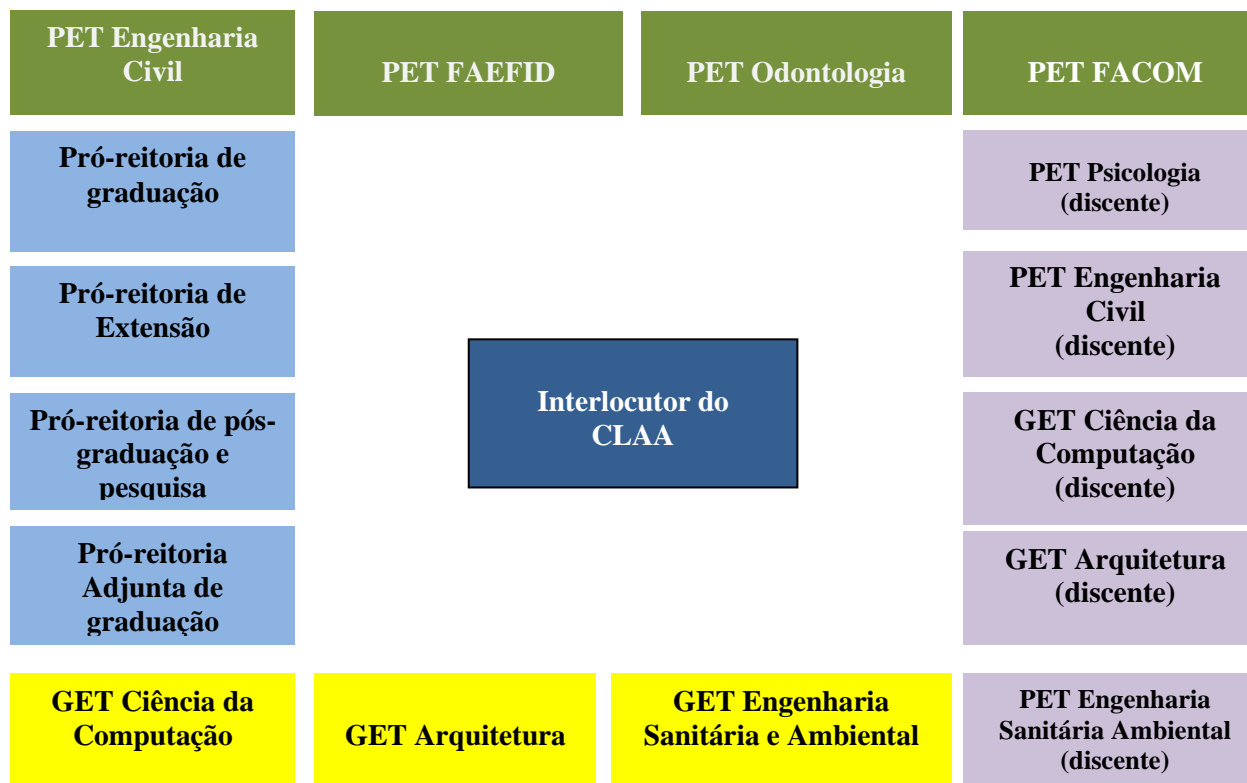 PET Engenharia
Civil
PET FAEFID
PET Odontologia
PET FACOM
Pró-reitoria de
graduação
PET Psicologia
(discente)
Pró-reitoria de
Extensão
PET Engenharia
Civil
(discente)
Interlocutor do
CLAA
Pró-reitoria de pós-
graduação e
pesquisa
GET Ciência da
Computação
(discente)
Pró-reitoria
Adjunta de
graduação
GET Arquitetura
(discente)
GET Ciência da
Computação
GET Arquitetura
GET Engenharia
Sanitária e Ambiental
PET Engenharia
Sanitária Ambiental
(discente)